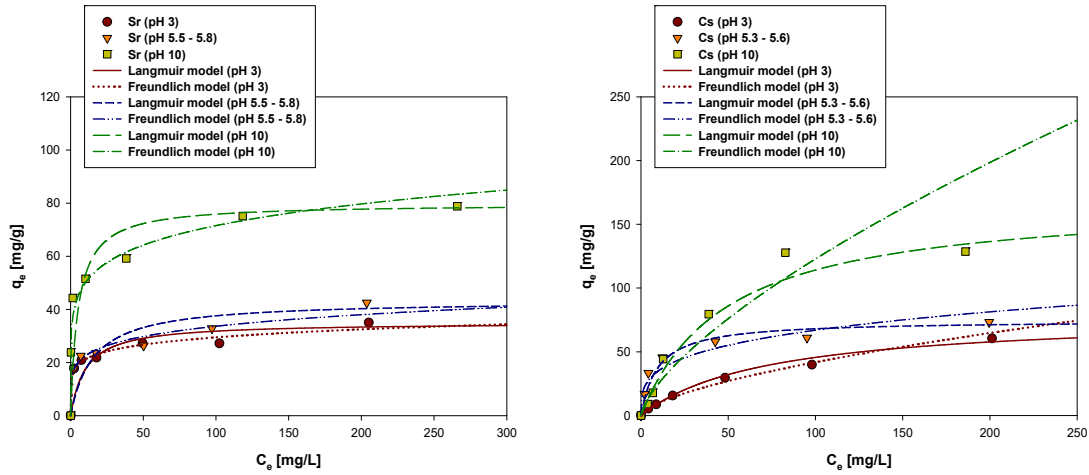 Sr (pH 3)
Sr (pH 5.5 - 5.8)
Sr (pH 10)
Langmuir model (pH 3)
Freundlich model (pH 3)
Langmuir model (pH 5.5 - 5.8)
Freundlich model (pH 5.5 - 5.8)
Langmuir model (pH 10)
Freundlich model (pH 10)
120
100
80
60
40
20
0
qe [mg/g]
0 50 100 150 200 250 300
Ce [mg/L]
Cs (pH 3)
Cs (pH 5.3 - 5.6)
Cs (pH 10)
Langmuir model (pH 3)
Freundlich model (pH 3)
Langmuir model (pH 5.3 - 5.6)
Freundlich model (pH 5.3 - 5.6)
Langmuir model (pH 10)
Freundlich model (pH 10)
250
200
150
100
50
0
qe [mg/g]
0 50 100 150 200 250
Ce [mg/L]